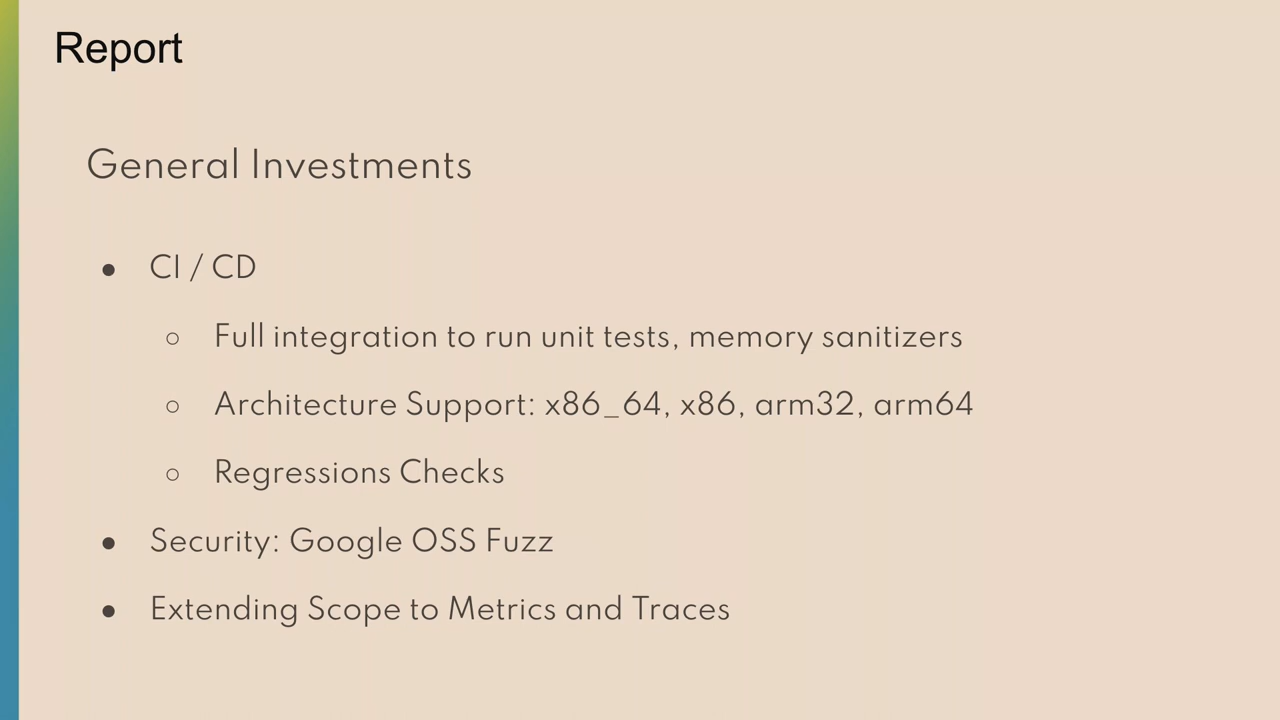 Report
General Investments
● CI / CD
○ Full integration to run unit tests, memory sanitizers
○ Architecture Support: x86_64, x86, arm32, arm64
○ Regressions Checks
● Security: Google OSS Fuzz
● Extending Scope to Metrics and Traces